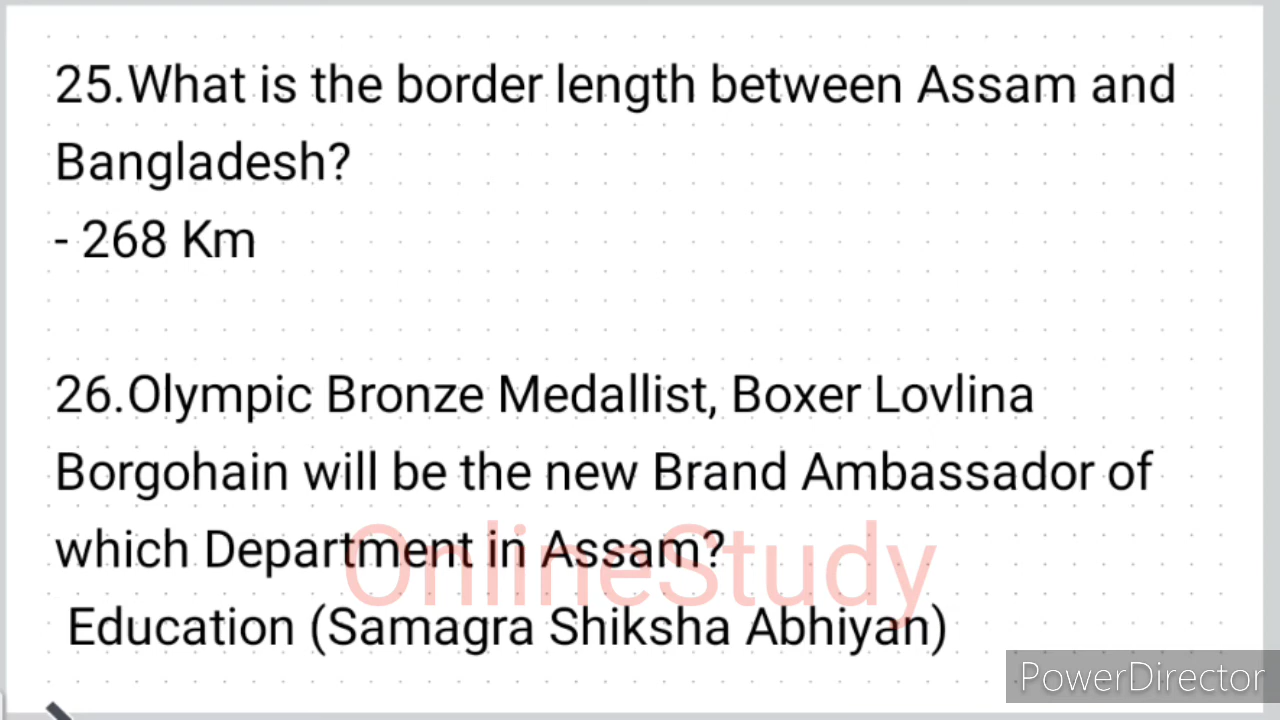 25.What is the border length between Assam and
Bangladesh?
- 268 Km
26.Olympic Bronze Medallist, Boxer Lovlina
Borgohain will be the new Brand Ambassador of
which Department in Assam?
OnlineStudy
Education (Samagra Shiksha Abhiyan)
PowerDirector